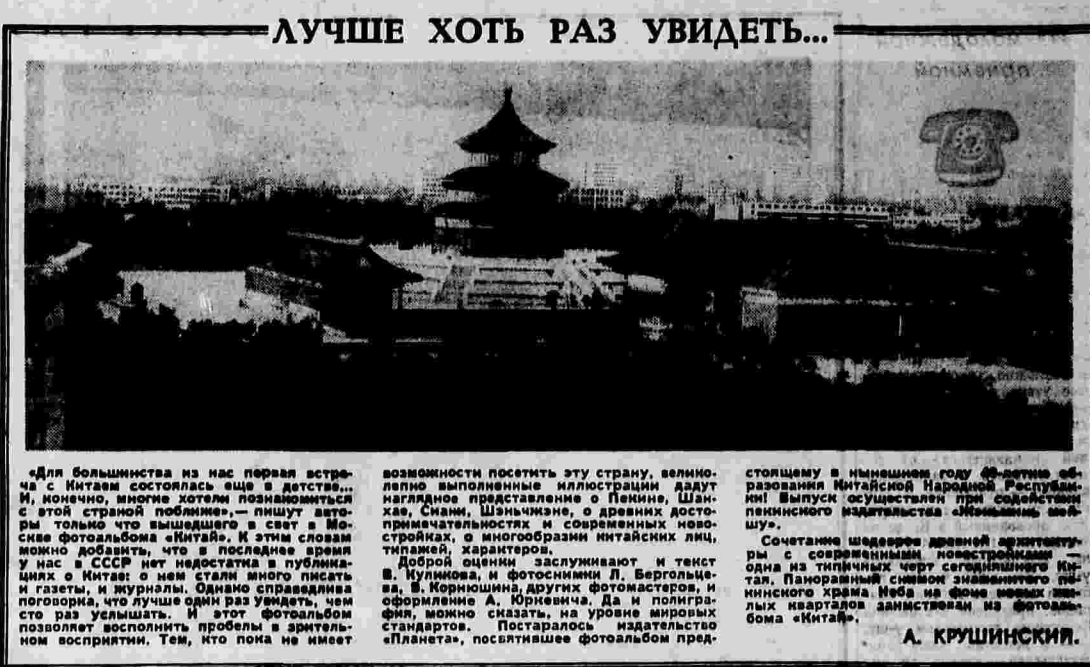 ЛУЧШЕ ХОТЬ РАЗ УВИДЕТЬ...
«Для большинства из нас первая встре-
ча с Китаем состоялась еще в детстве...
И, конечно, многие хотели познакомиться
с этой страной поближе»,— пишут авто-
ры только что вышедшего в свет в Мо-
скве фотоальбома «Китай». К этим словам
можно добавить, что в последнее время
у нас в СССР нет недостатка в публика-
циях о Китае: о нем стали много писать
и газеты, и журналы. Однако справедлива
поговорка, что лучше один раз увидеть, чем
сто раз услышать. И этот фотоальбом
позволит восполнить пробелы в зритель-
ном восприятии. Тем, кто пока не имеет
возможности посетить эту страну, велико-
лепно выполненные иллюстрации дадут
наглядное представление о Пекине, Шан-
хае, Сиани, Шэньчжэне, о древних досто-
примечательностях и современных ново-
стройках, о многообразии китайских лиц,
типажей, характеров.
Доброй оценки заслуживают и текст
В. Куликова, и фотоснимки Л. Бергольце-
ва, В. Корнюшина, других фотомастеров, и
оформление А. Юркевича. Да и полигра-
фия, можно сказать, на уровне мировых
стандартов. Постаралось издательство
«Планета», посвятившее фотоальбом пред-
стоящему в нынешнем году 40-летию об-
разования Китайской Народной Республи-
ки! Выпуск осуществлен при содействии
пекинского издательства «Жэньминь мэй-
шу».
Сочетание шедевров древней архитекту-
ры с современными новостройками —
одна из типичных черт сегодняшнего Ки-
тая. Панорамный снимок знаменитого пе-
кинского храма Неба на фоне новых жи-
лых кварталов заимствован из фотоаль-
бома «Китай».
А. КРУШИНСКИЙ.